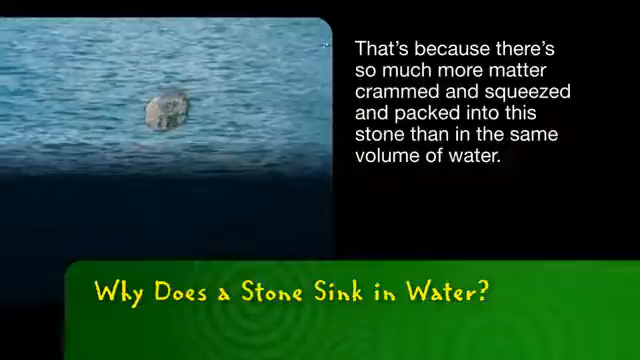 That's because there's
so much more matter
crammed and squeezed
and packed into this
stone than in the same
volume of water.
Why Does a Stone Sink in Water?